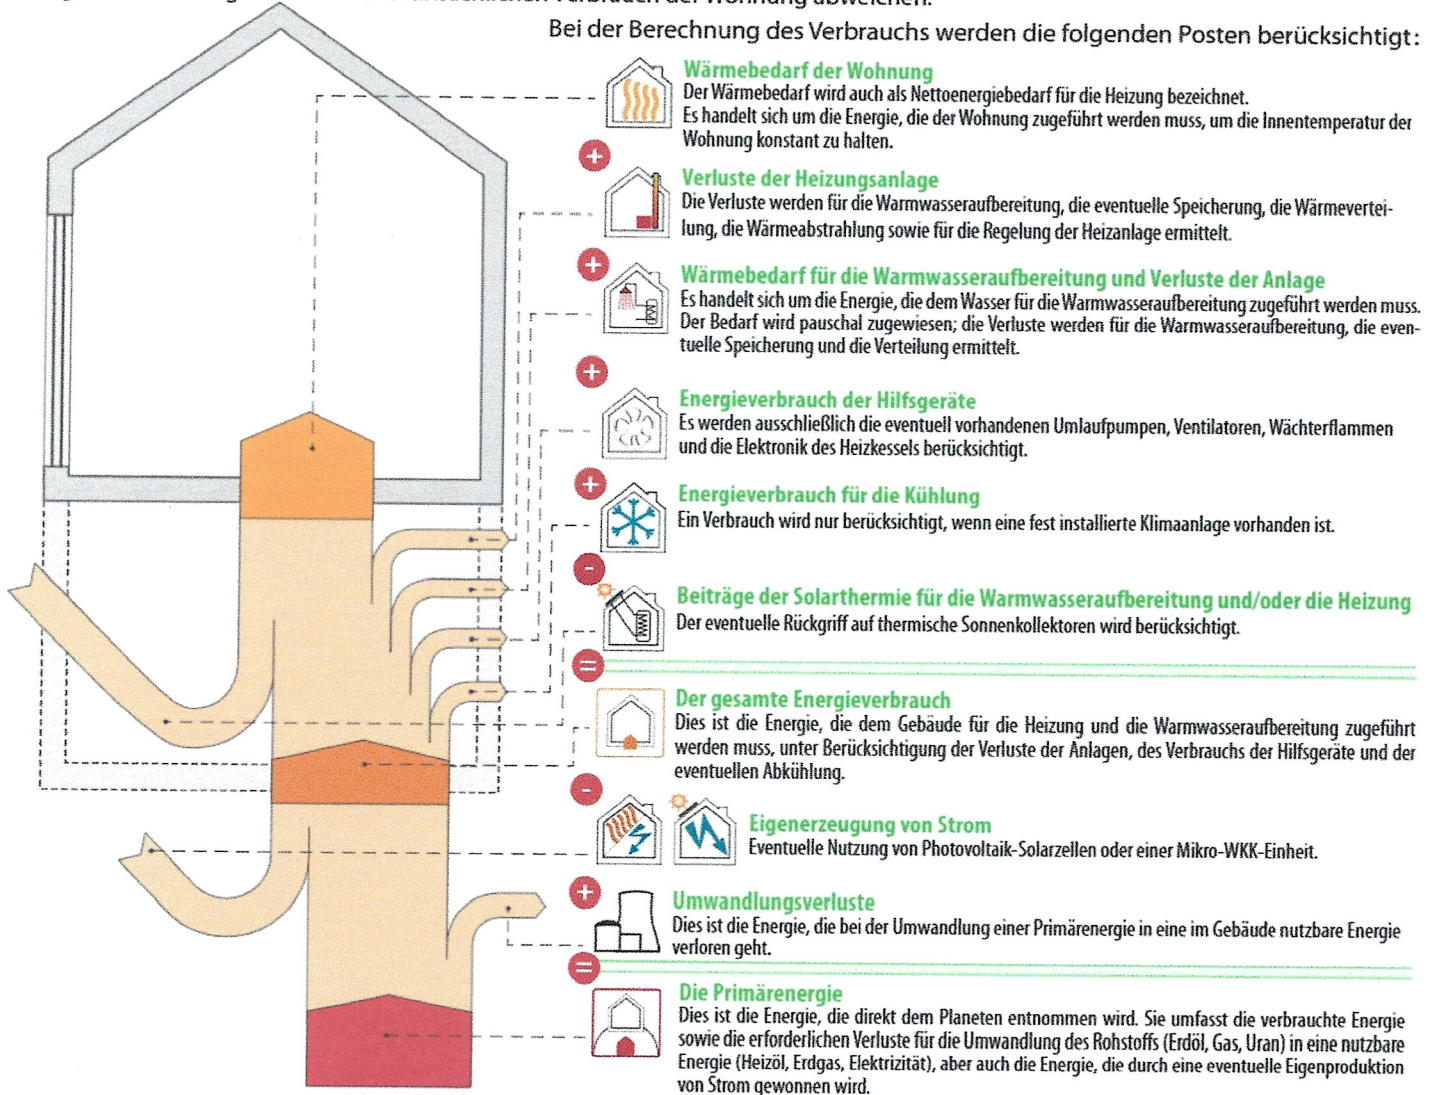 Verbrauch der Wohnung abweichen.
Bei der Berechnung des Verbrauchs werden die folgenden Posten berücksichtigt:
Wärmebedarf der Wohnung
Der Wärmebedarf wird auch als Nettoenergiebedarf für die Heizung bezeichnet.
Es handelt sich um die Energie, die der Wohnung zugeführt werden muss, um die Innentemperatur der
Wohnung konstant zu halten.
+
Verluste der Heizungsanlage
Die Verluste werden für die Warmwasseraufbereitung, die eventuelle Speicherung, die Wärmevertei-
lung, die Wärmeabstrahlung sowie für die Regelung der Heizanlage ermittelt.
+
Wärmebedarf für die Warmwasseraufbereitung und Verluste der Anlage
Es handelt sich um die Energie, die dem Wasser für die Warmwasseraufbereitung zugeführt werden muss.
Der Bedarf wird pauschal zugewiesen; die Verluste werden für die Warmwasseraufbereitung, die even-
tuelle Speicherung und die Verteilung ermittelt.
+
Energieverbrauch der Hilfsgeräte
Es werden ausschließlich die eventuell vorhandenen Umlaufpumpen, Ventilatoren, Wächterflammen
und die Elektronik des Heizkessels berücksichtigt.
+
Energieverbrauch für die Kühlung
Ein Verbrauch wird nur berücksichtigt, wenn eine fest installierte Klimaanlage vorhanden ist.
-
Beiträge der Solarthermie für die Warmwasseraufbereitung und/oder die Heizung
Der eventuelle Rückgriff auf thermische Sonnenkollektoren wird berücksichtigt.
=
Der gesamte Energieverbrauch
Dies ist die Energie, die dem Gebäude für die Heizung und die Warmwasseraufbereitung zugeführt
werden muss, unter Berücksichtigung der Verluste der Anlagen, des Verbrauchs der Hilfsgeräte und der
eventuellen Abkühlung.
-
Eigenerzeugung von Strom
Eventuelle Nutzung von Photovoltaik-Solarzellen oder einer Mikro-WKK-Einheit.
+
Umwandlungsverluste
Dies ist die Energie, die bei der Umwandlung einer Primärenergie in eine im Gebäude nutzbare Energie
verloren geht.
=
Die Primärenergie
Dies ist die Energie, die direkt dem Planeten entnommen wird. Sie umfasst die verbrauchte Energie
sowie die erforderlichen Verluste für die Umwandlung des Rohstoffs (Erdöl, Gas, Uran) in eine nutzbare
Energie (Heizöl, Erdgas, Elektrizität), aber auch die Energie, die durch eine eventuelle Eigenproduktion
von Strom gewonnen wird.